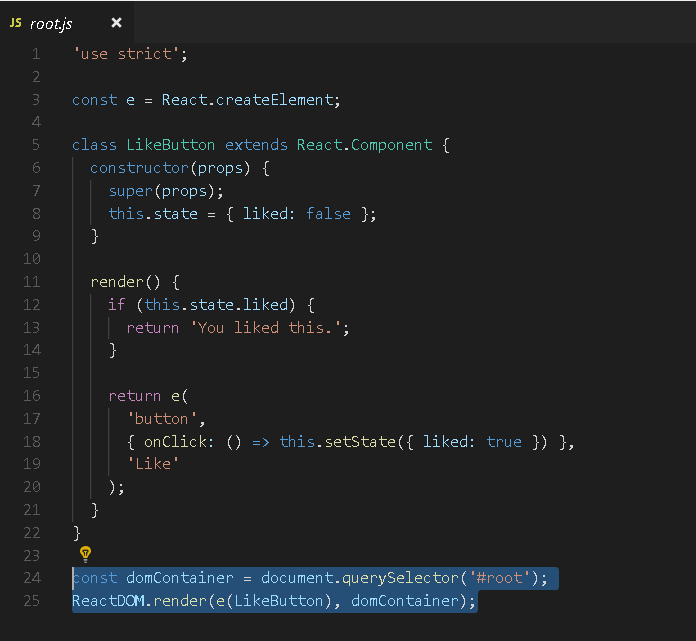 JS root.js ×
1 'use strict';
2
3 const e = React.createElement;
4
5 class LikeButton extends React.Component {
6   constructor(props) {
7     super(props);
8     this.state = { liked: false };
9   }
10
11   render() {
12     if (this.state.liked) {
13       return 'You liked this.';
14     }
15
16     return e(
17       'button',
18       { onClick: () => this.setState({ liked: true }) },
19       'Like'
20     );
21   }
22 }
23
24 const domContainer = document.querySelector('#root');
25 ReactDOM.render(e(LikeButton), domContainer);